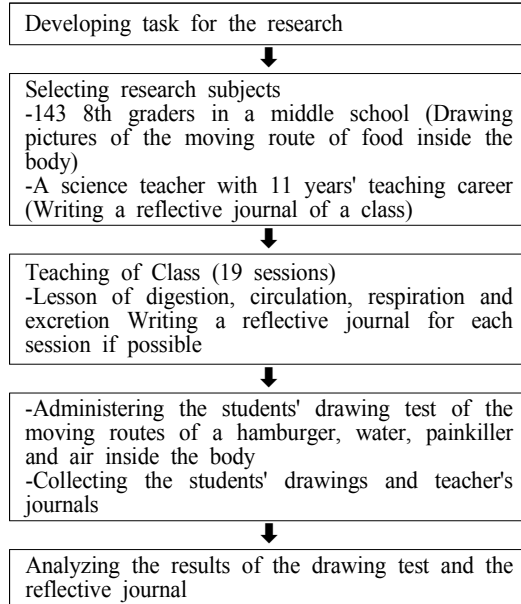 Developing task for the research
Selecting research subjects
-143 8th graders in a middle school (Drawing
pictures of the moving route of food inside the
body)
-A science teacher with 11 years' teaching career
(Writing a reflective journal of a class)
Teaching of Class (19 sessions)
-Lesson of digestion, circulation, respiration and
excretion Writing a reflective journal for each
session if possible
-Administering the students' drawing test of the
moving routes of a hamburger, water, painkiller
and air inside the body
-Collecting the students' drawings and teacher's
journals
Analyzing the results of the drawing test and the
reflective journal